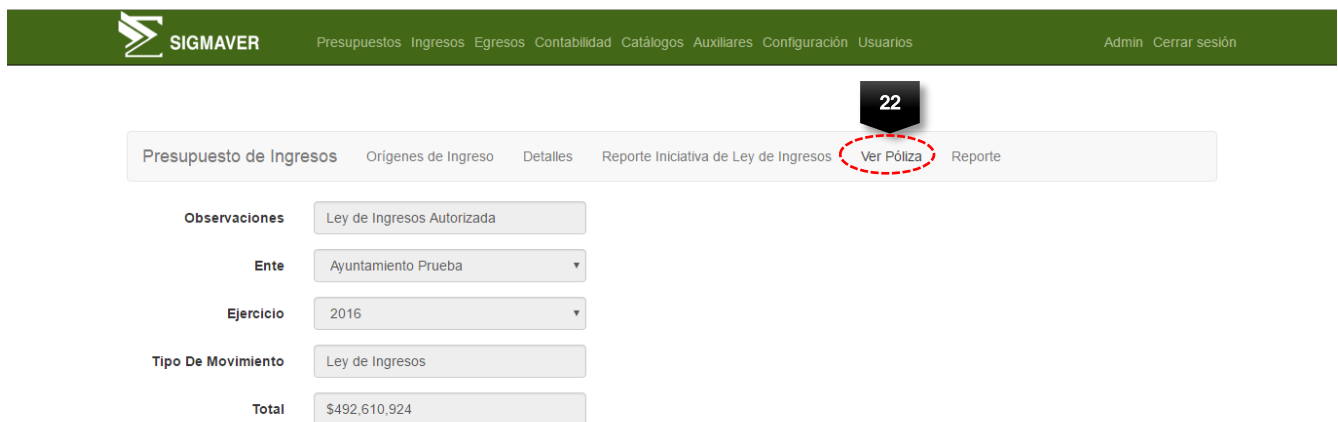 SIGMAVER Presupuestos Ingresos Egresos Contabilidad Catálogos Auxiliares Configuración Usuarios Admin Cerrar sesión
22
Presupuesto de Ingresos Orígenes de Ingreso Detalles Reporte Iniciativa de Ley de Ingresos Ver Póliza Reporte
Observaciones Ley de Ingresos Autorizada
Ente Ayuntamiento Prueba
Ejercicio 2016
Tipo De Movimiento Ley de Ingresos
Total $492,610,924